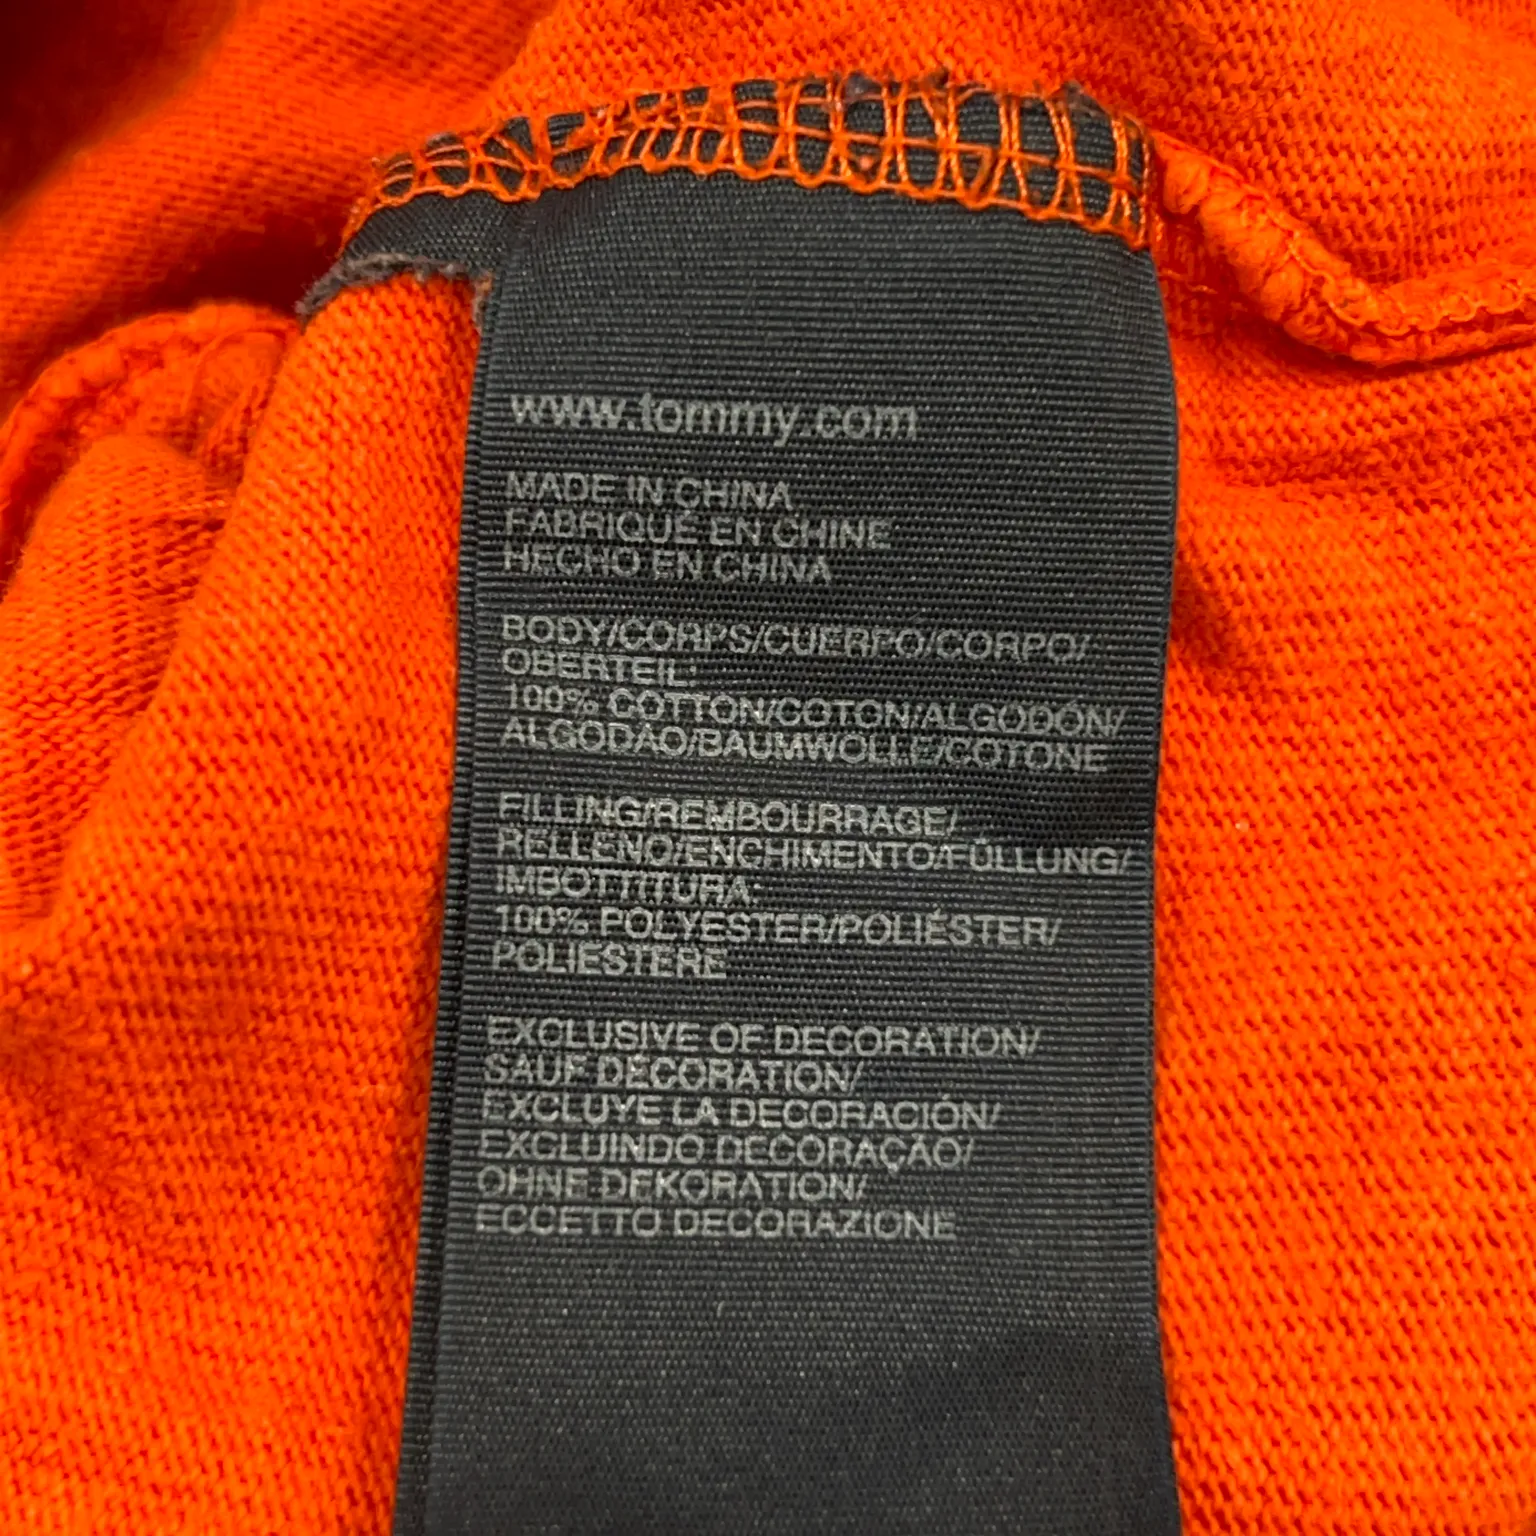 www.tommy.com
MADE IN CHINA
FABRIQUÉ EN CHINE
HECHO EN CHINA
BODY/CORPS/CUERPO/CORPO/
OBERTEIL:
100% COTTON/COTON/ALGODÓN/
ALGODÃO/BAUMWOLLE/COTONE
FILLING/REMBOURRAGE/
RELLENO/ENCHIMENTO/FÜLLUNG/
IMBOTTITURA:
100% POLYESTER/POLIÉSTER/
POLIESTERE
EXCLUSIVE OF DECORATION/
SAUF DÉCORATION/
EXCLUYE LA DECORACIÓN/
EXCLUINDO DECORAÇÃO/
OHNE DEKORATION/
ECCETTO DECORAZIONE